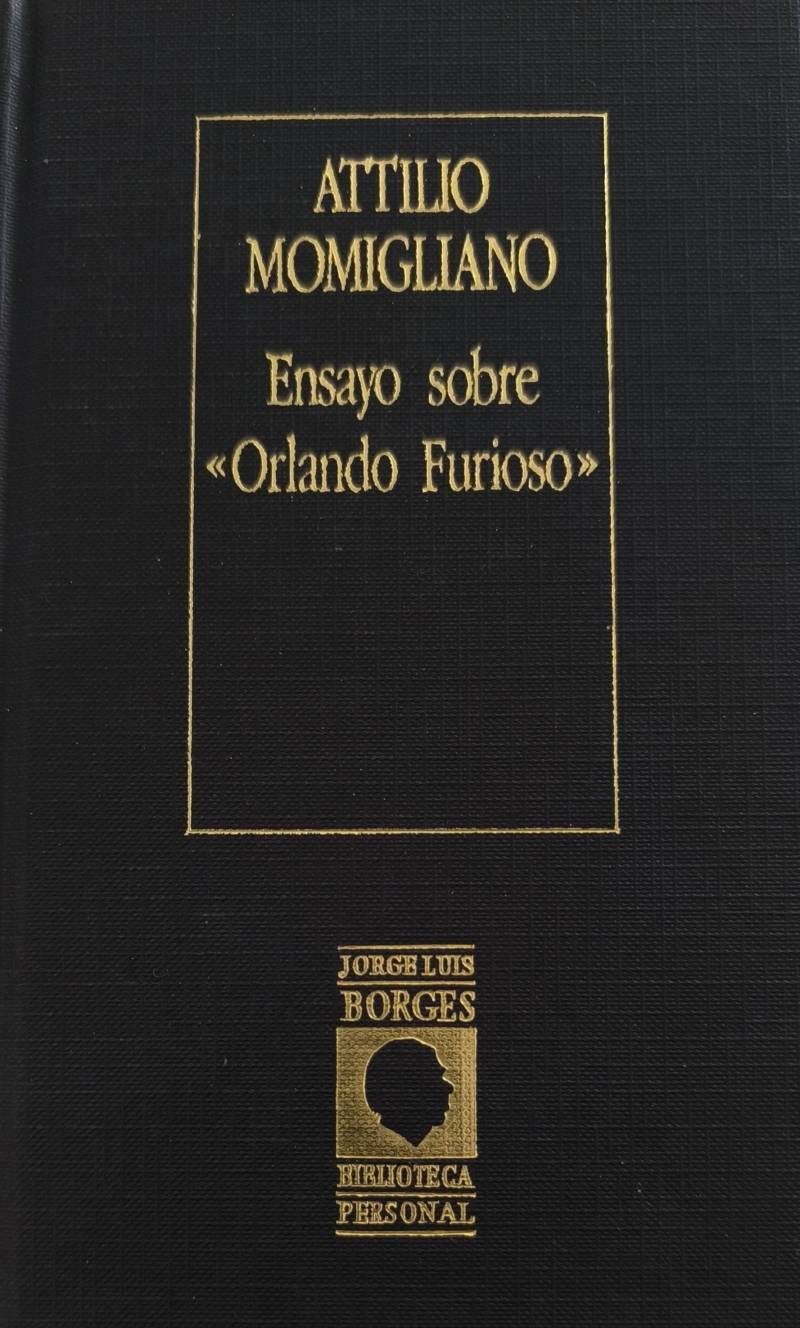 ATTILIO
MOMIGLIANO
Ensayo sobre
«Orlando Furioso»
JORGE LUIS
BORGES
BIBLIOTECA
PERSONAL